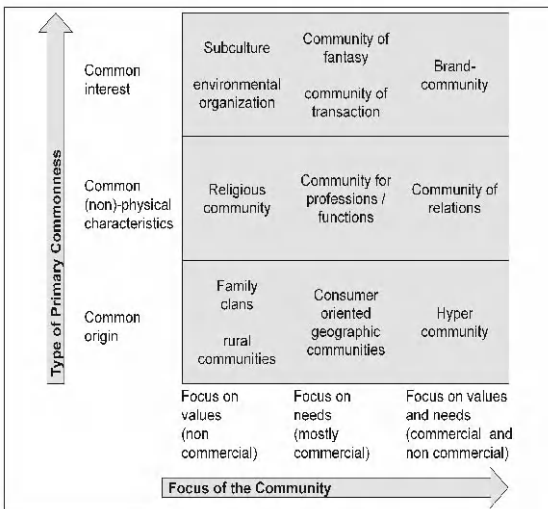 Type of Primary Commonness
Common
interest
Subculture
environmental
organization
Community of
fantasy
community of
transaction
Brand-
community
Common
(non)-physical
characteristics
Religious
community
Community for
professions /
functions
Community of
relations
Common
origin
Family
clans
rural
communities
Consumer
oriented
geographic
communities
Hyper
community
Focus on
values
(non
commercial)
Focus on
needs
(mostly
commercial)
Focus on values
and needs
(commercial and
non commercial)
Focus of the Community